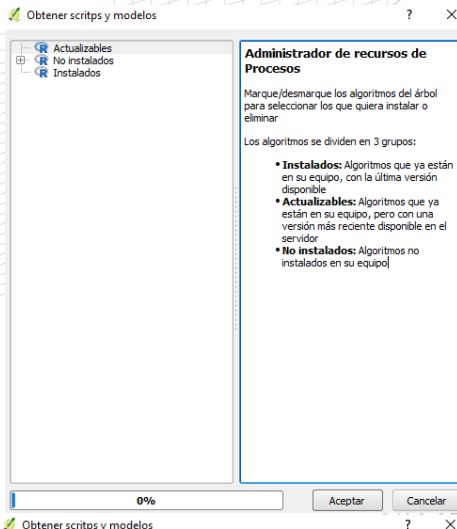 Obtener scritps y modelos
?
Actualizables
No instalados
Instalados
Administrador de recursos de
Procesos
Marque/desmarque los algoritmos del árbol
para seleccionar los que quiera instalar o
eliminar
Los algoritmos se dividen en 3 grupos:
• Instalados: Algoritmos que ya están
en su equipo, con la última versión
disponible
• Actualizables: Algoritmos que ya
están en su equipo, pero con una
versión más reciente disponible en el
servidor
• No instalados: Algoritmos no
instalados en su equipo
0%
Aceptar
Cancelar
Obtener scritps y modelos
?